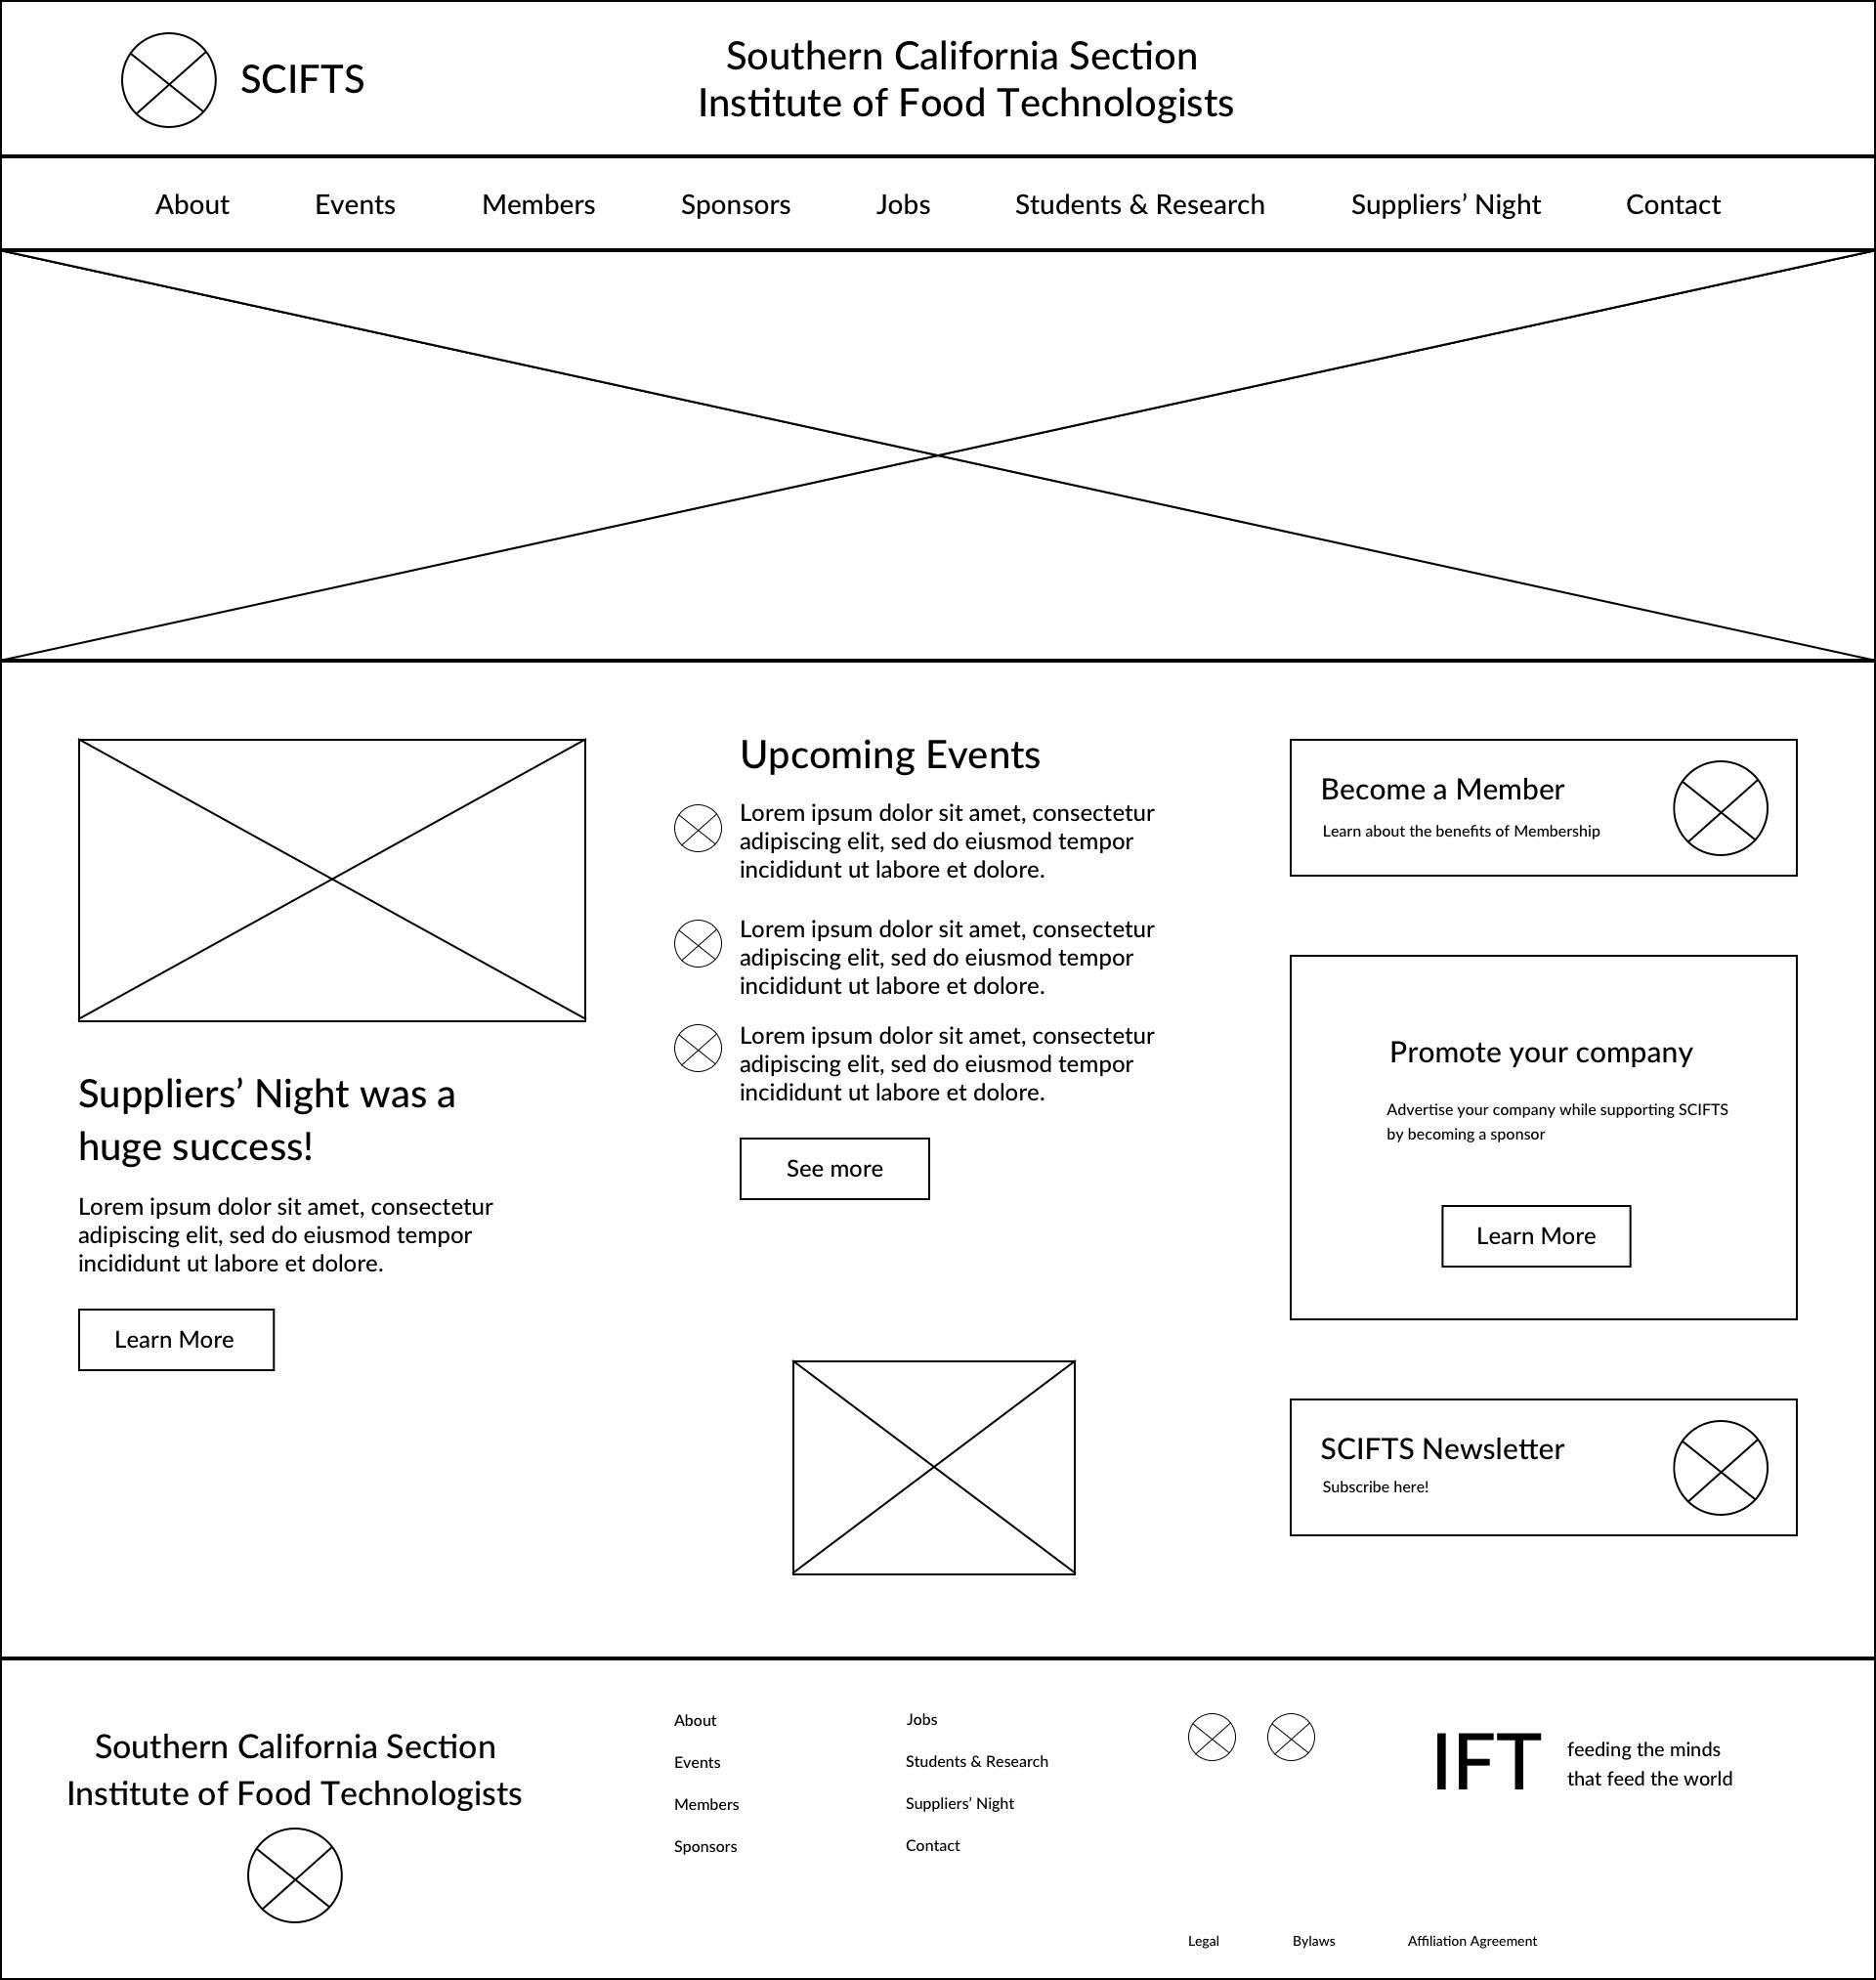 SCIFTS
Southern California Section
Institute of Food Technologists
About
Events
Members
Sponsors
Jobs
Students & Research
Suppliers’ Night
Contact
Suppliers’ Night was a
huge success!
Lorem ipsum dolor sit amet, consectetur
adipiscing elit, sed do eiusmod tempor
incididunt ut labore et dolore.
Learn More
Upcoming Events
Lorem ipsum dolor sit amet, consectetur
adipiscing elit, sed do eiusmod tempor
incididunt ut labore et dolore.
Lorem ipsum dolor sit amet, consectetur
adipiscing elit, sed do eiusmod tempor
incididunt ut labore et dolore.
Lorem ipsum dolor sit amet, consectetur
adipiscing elit, sed do eiusmod tempor
incididunt ut labore et dolore.
See more
Become a Member
Learn about the benefits of Membership
Promote your company
Advertise your company while supporting SCIFTS
by becoming a sponsor
Learn More
SCIFTS Newsletter
Subscribe here!
Southern California Section
Institute of Food Technologists
About
Events
Members
Sponsors
Jobs
Students & Research
Suppliers’ Night
Contact
IFT
feeding the minds
that feed the world
Legal
Bylaws
Affiliation Agreement